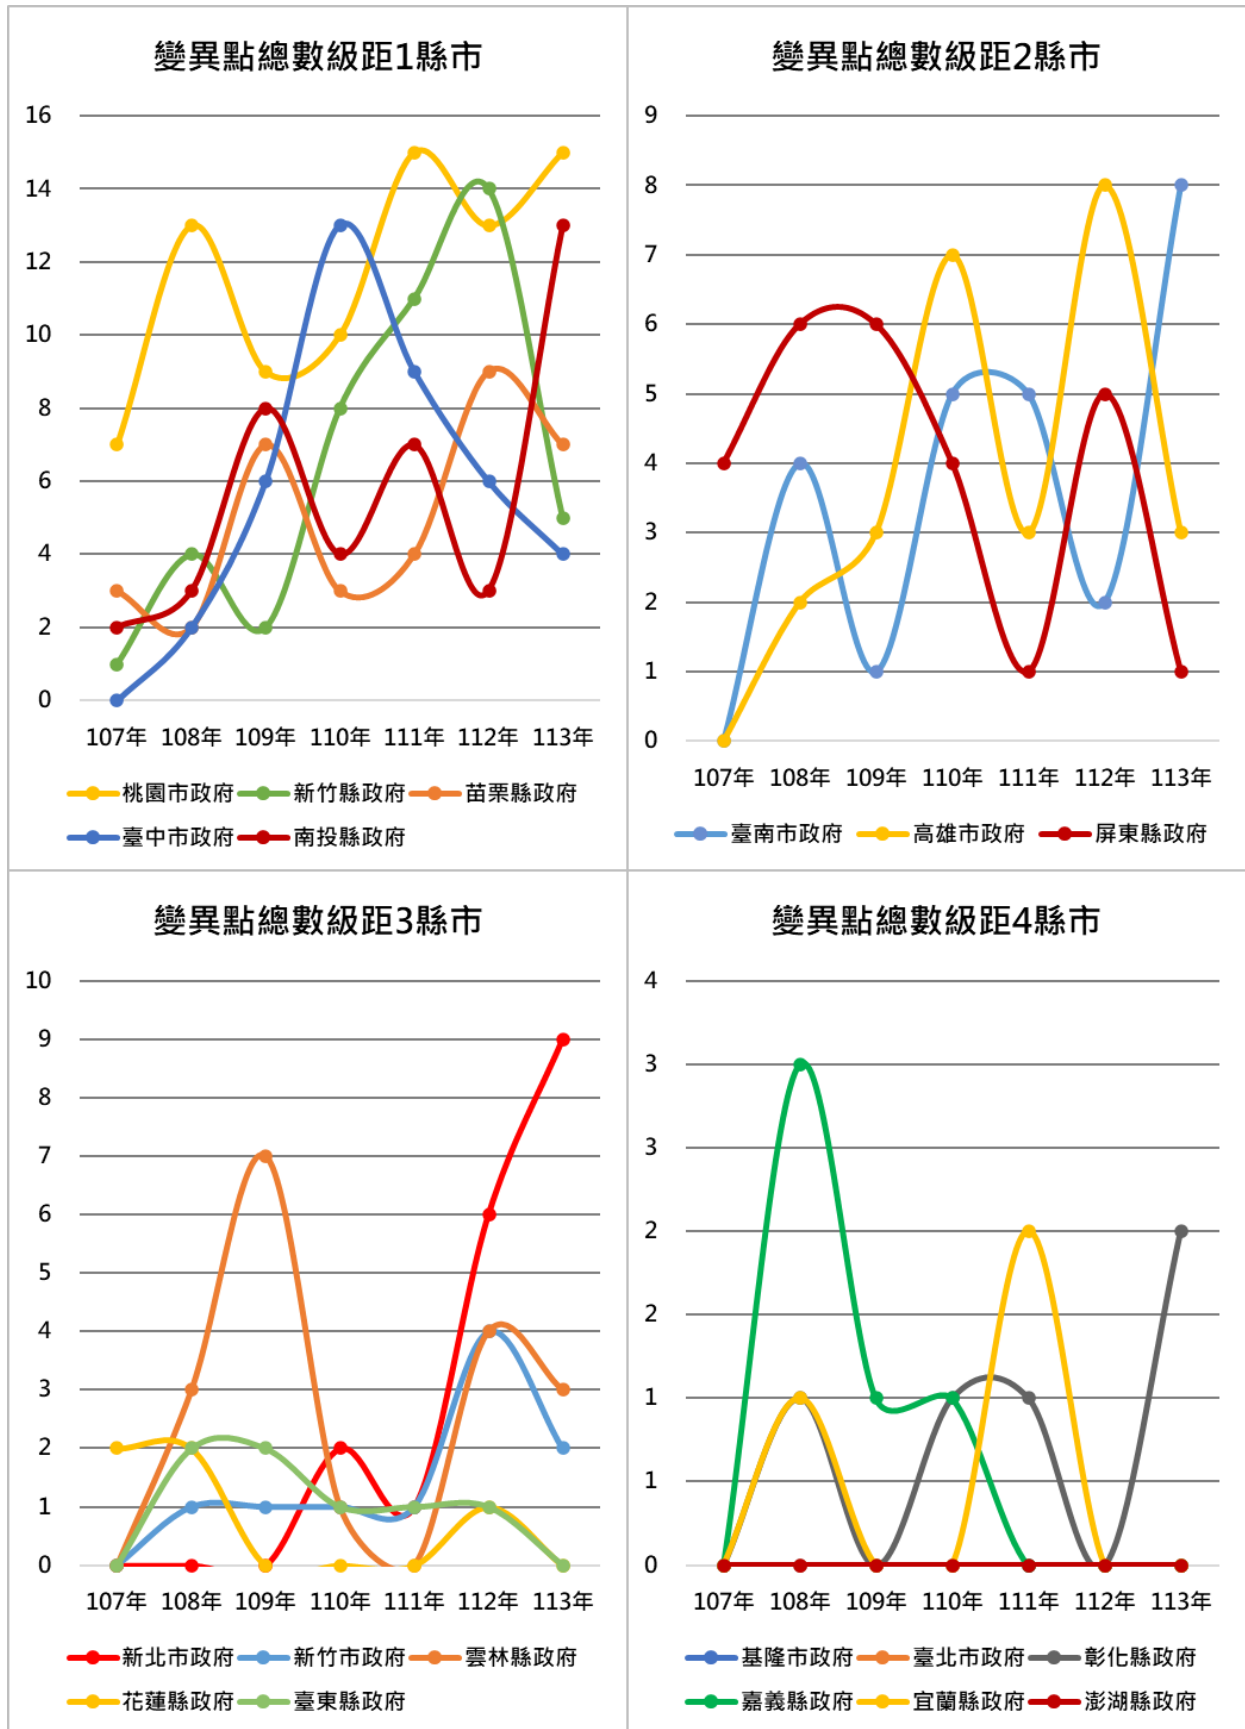 變異點總數級距1縣市
16
14
12
10
8
6
4
2
0
107年 108年 109年 110年 111年 112年 113年
桃園市政府 新竹縣政府 苗栗縣政府
臺中市政府 南投縣政府
變異點總數級距2縣市
9
8
7
6
5
4
3
2
1
0
107年 108年 109年 110年 111年 112年 113年
臺南市政府 高雄市政府 屏東縣政府
變異點總數級距3縣市
10
9
8
7
6
5
4
3
2
1
0
107年 108年 109年 110年 111年 112年 113年
新北市政府 新竹市政府 雲林縣政府
花蓮縣政府 臺東縣政府
變異點總數級距4縣市
4
3
3
2
2
1
1
0
107年 108年 109年 110年 111年 112年 113年
基隆市政府 臺北市政府 彰化縣政府
嘉義縣政府 宜蘭縣政府 澎湖縣政府